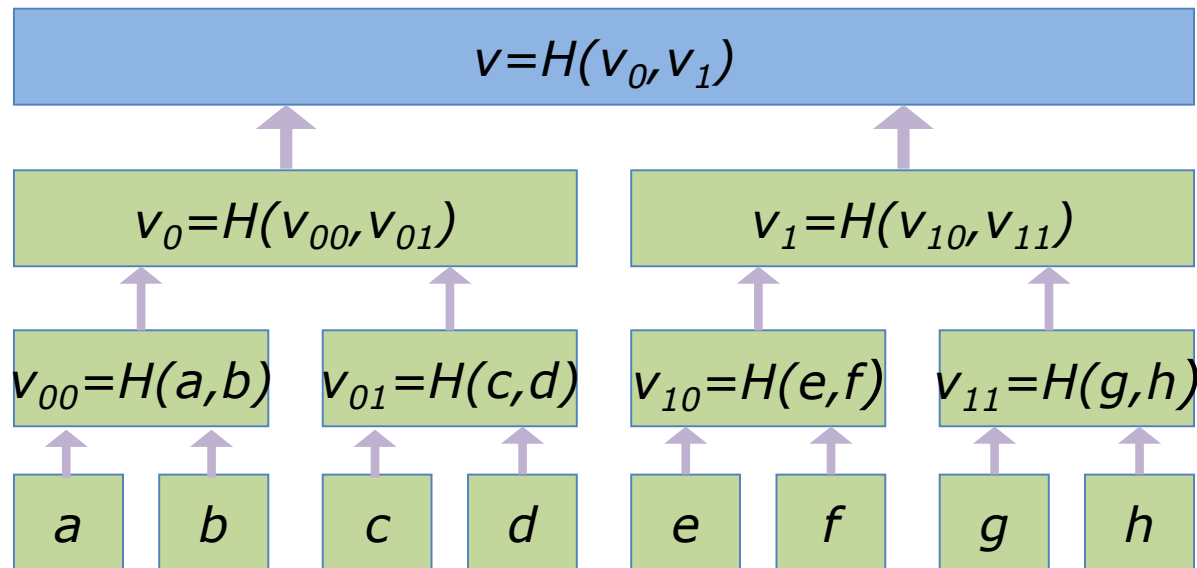 v=H(v₀,v₁)
v₀=H(v₀₀,v₀₁)
v₁=H(v₁₀,v₁₁)
v₀₀=H(a,b)
v₀₁=H(c,d)
v₁₀=H(e,f)
v₁₁=H(g,h)
a
b
c
d
e
f
g
h